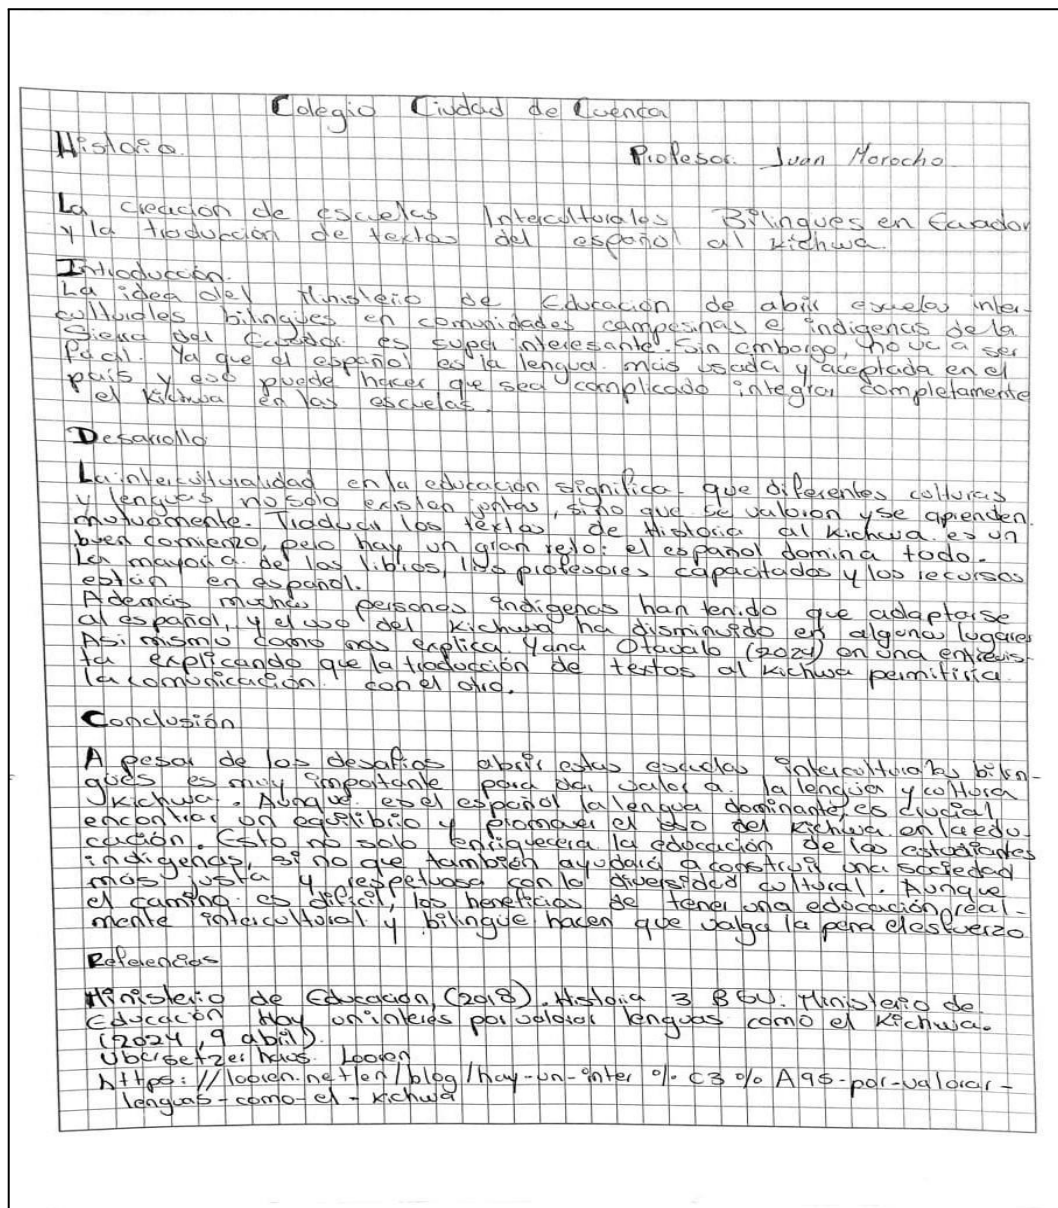 Colegio Ciudad de Cuenca
Historia. Profesor. Juan Morocho
La creación de escuelas Interculturales Bilingues en Ecuador
y la traducción de textos del español al kichwa.
Introducción.
La idea del Ministerio de Educación de abrir escuelas inter-
culturales bilingues en comunidades campesinas e indigenas de la
Sierra del Ecuador es super interesante. Sin embargo, no va a ser
facil. Ya que el español es la lengua más usada y aceptada en el
país y eso puede hacer que sea complicado integrar completamente
el kichwa en las escuelas.
Desarrollo
La interculturalidad en la educación significa que diferentes culturas
y lenguas no solo existan juntas, sino que se valoron y se aprenden
mutuamente. Traducir los textos de Historia al kichwa es un
buen comienzo, pero hay un gran reto: el español domina todo.
La mayoria de los libros, los profesores capacitados y los recursos
están en español.
Además muchas personas indigenas han tenido que adaptarse
al español, y el uso del kichwa ha disminuido en algunos lugares
Asi mismo como nos explica Yana Otavalo (2024) en una entrevis-
ta explicando que la traducción de textos al kichwa permitiria
la comunicación con el otro.
Conclusión
A pesar de los desafios abrir estas escuelas interculturales bilin-
gues es muy importante para dar valor a la lengua y cultura
kichwa. Aunque es el español la lengua dominante, es crucial
encontrar un equilibrio y promover el uso del kichwa en la edu-
cación. Esto no solo enriquecera la educación de los estudiantes
indigenas, si no que también ayudará a construir una sociedad
más justa y respetuosa con la diversidad cultural. Aunque
el camino es dificil, los beneficios de tener una educación real-
mente intercultural y bilingüe hacen que valga la pena el esfuerzo
Referencias
Ministerio de Educación (2018). Historia 3 BGU. Ministerio de
Educación Hay un interes por valorar lenguas como el Kichwa.
(2024, 9 abril).
Ubersetzerhaus Looren
https://looren.net/en/blog/hay-un-inter%C3%A9s-por-valorar-
lenguas-como-el-kichwa